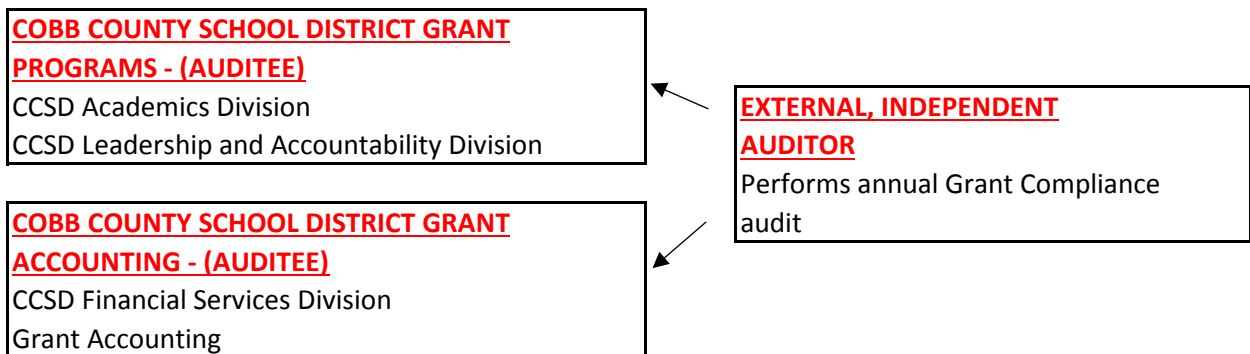 COBB COUNTY SCHOOL DISTRICT GRANT
PROGRAMS - (AUDITEE)
CCSD Academics Division
CCSD Leadership and Accountability Division
EXTERNAL, INDEPENDENT
AUDITOR
Performs annual Grant Compliance
audit
COBB COUNTY SCHOOL DISTRICT GRANT
ACCOUNTING - (AUDITEE)
CCSD Financial Services Division
Grant Accounting